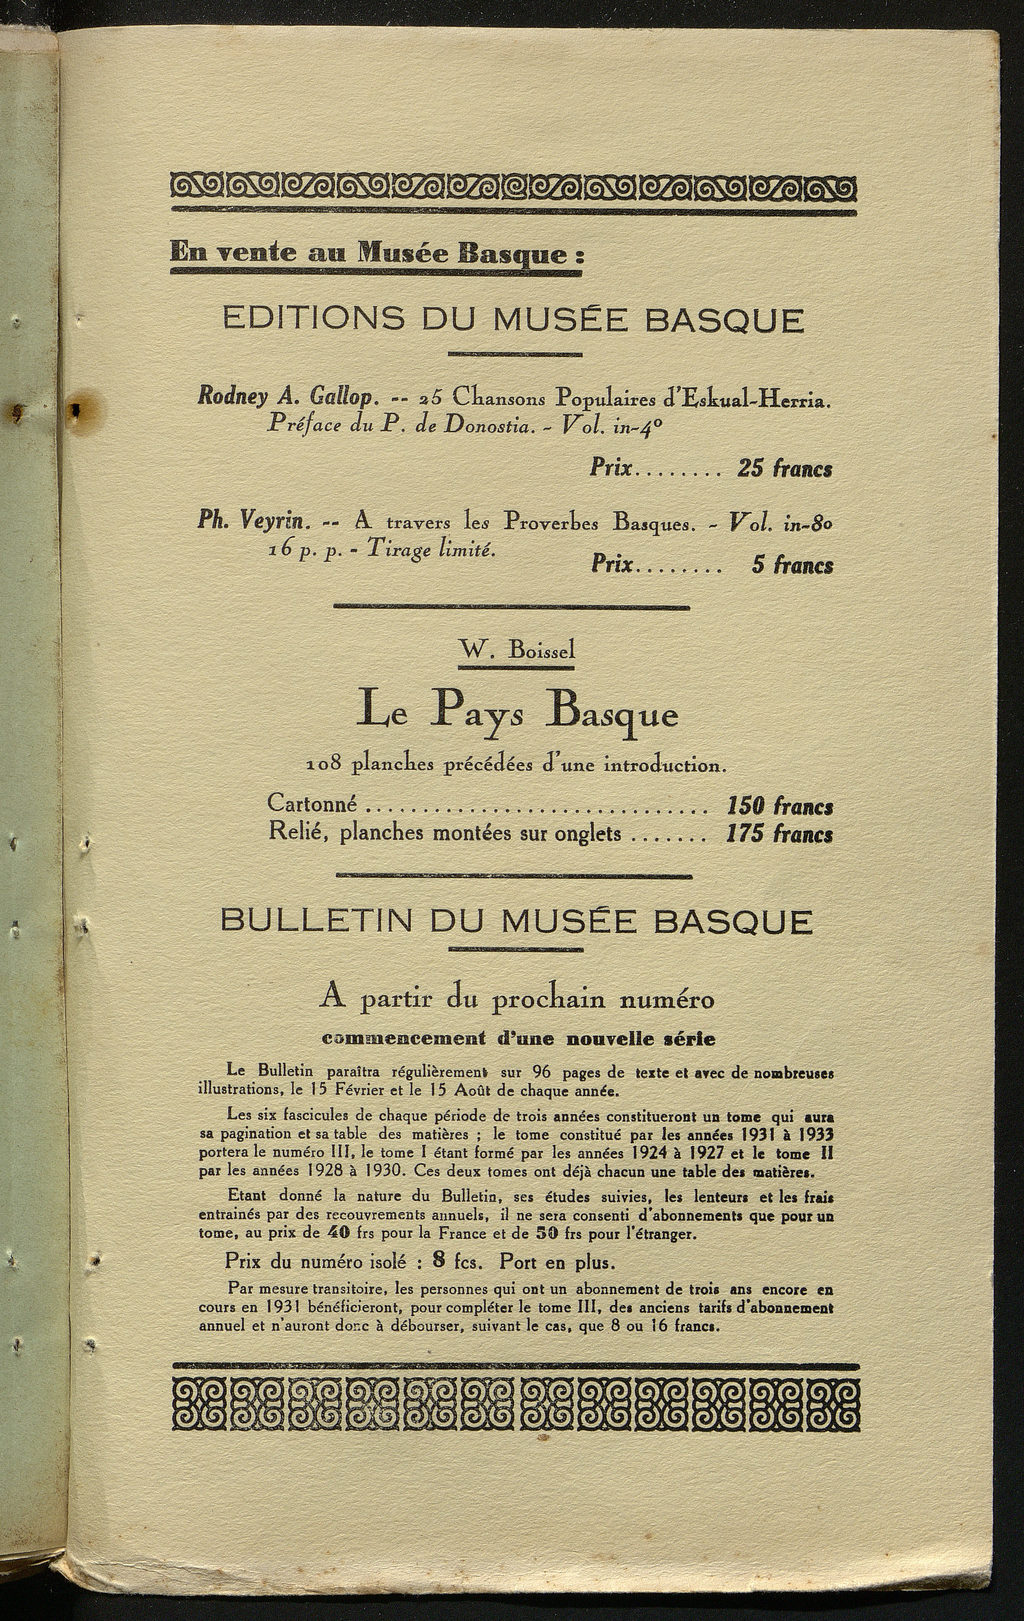 En vente au Musée Basque :
EDITIONS DU MUSÉE BASQUE
Rodney A. Gallop. -- 25 Chansons Populaires d'Eskual-Herria.
Préface du P. de Donostia. - Vol. in-4º
Prix........ 25 francs
Ph. Veyrin. -- A travers les Proverbes Basques. - Vol. in-8o
16 p. p. - Tirage limité.
Prix........ 5 francs
W. Boissel
Le Pays Basque
108 planches précédées d'une introduction.
Cartonné .............................. 150 francs
Relié, planches montées sur onglets ....... 175 francs
BULLETIN DU MUSÉE BASQUE
A partir du prochain numéro
commencement d'une nouvelle série
Le Bulletin paraîtra régulièrement sur 96 pages de texte et avec de nombreuses
illustrations, le 15 Février et le 15 Août de chaque année.
Les six fascicules de chaque période de trois années constitueront un tome qui aura
sa pagination et sa table des matières ; le tome constitué par les années 1931 à 1933
portera le numéro III, le tome I étant formé par les années 1924 à 1927 et le tome II
par les années 1928 à 1930. Ces deux tomes ont déjà chacun une table des matières.
Etant donné la nature du Bulletin, ses études suivies, les lenteurs et les frais
entrainés par des recouvrements annuels, il ne sera consenti d'abonnements que pour un
tome, au prix de 40 frs pour la France et de 50 frs pour l'étranger.
Prix du numéro isolé : 8 fcs. Port en plus.
Par mesure transitoire, les personnes qui ont un abonnement de trois ans encore en
cours en 1931 bénéficieront, pour compléter le tome III, des anciens tarifs d'abonnement
annuel et n'auront donc à débourser, suivant le cas, que 8 ou 16 francs.